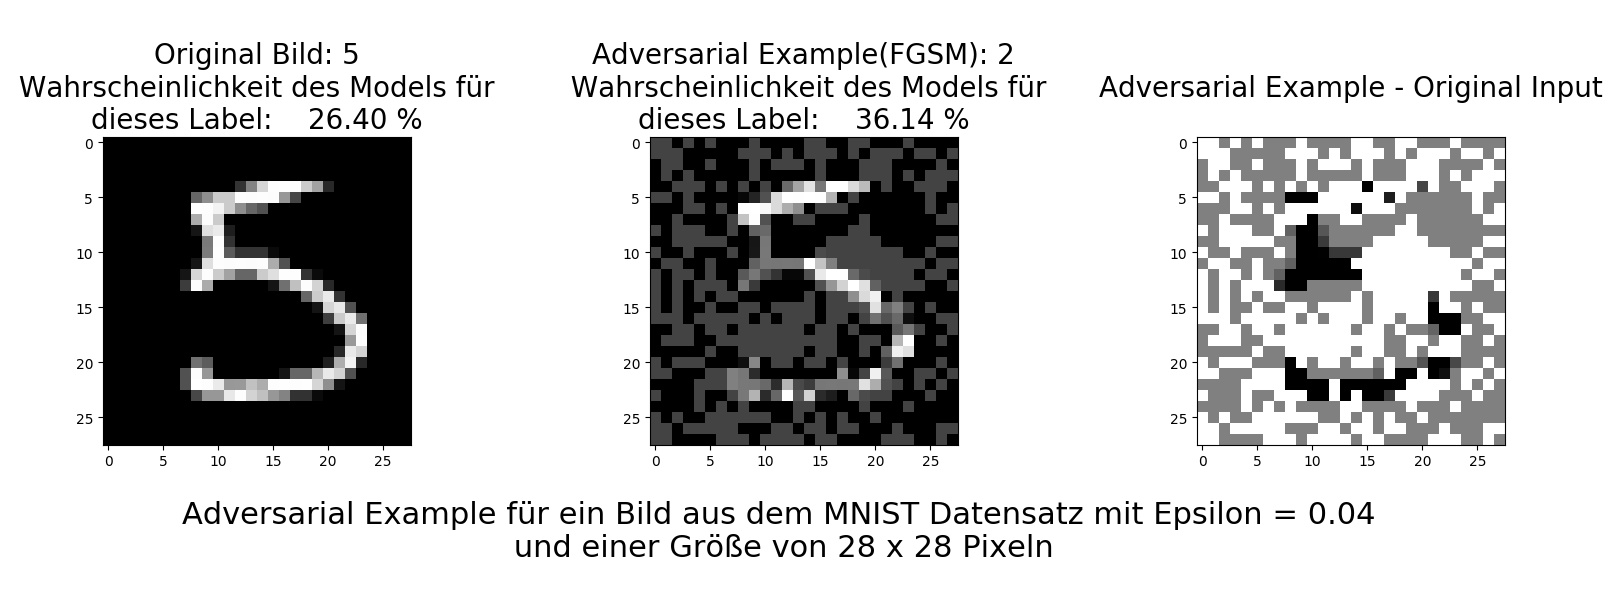 Original Bild: 5
Wahrscheinlichkeit des Models für
dieses Label: 26.40 %
0
5
10
15
20
25
0 5 10 15 20 25
Adversarial Example(FGSM): 2
Wahrscheinlichkeit des Models für
dieses Label: 36.14 %
0
5
10
15
20
25
0 5 10 15 20 25
Adversarial Example - Original Input
0
5
10
15
20
25
0 5 10 15 20 25
Adversarial Example für ein Bild aus dem MNIST Datensatz mit Epsilon = 0.04
und einer Größe von 28 x 28 Pixeln